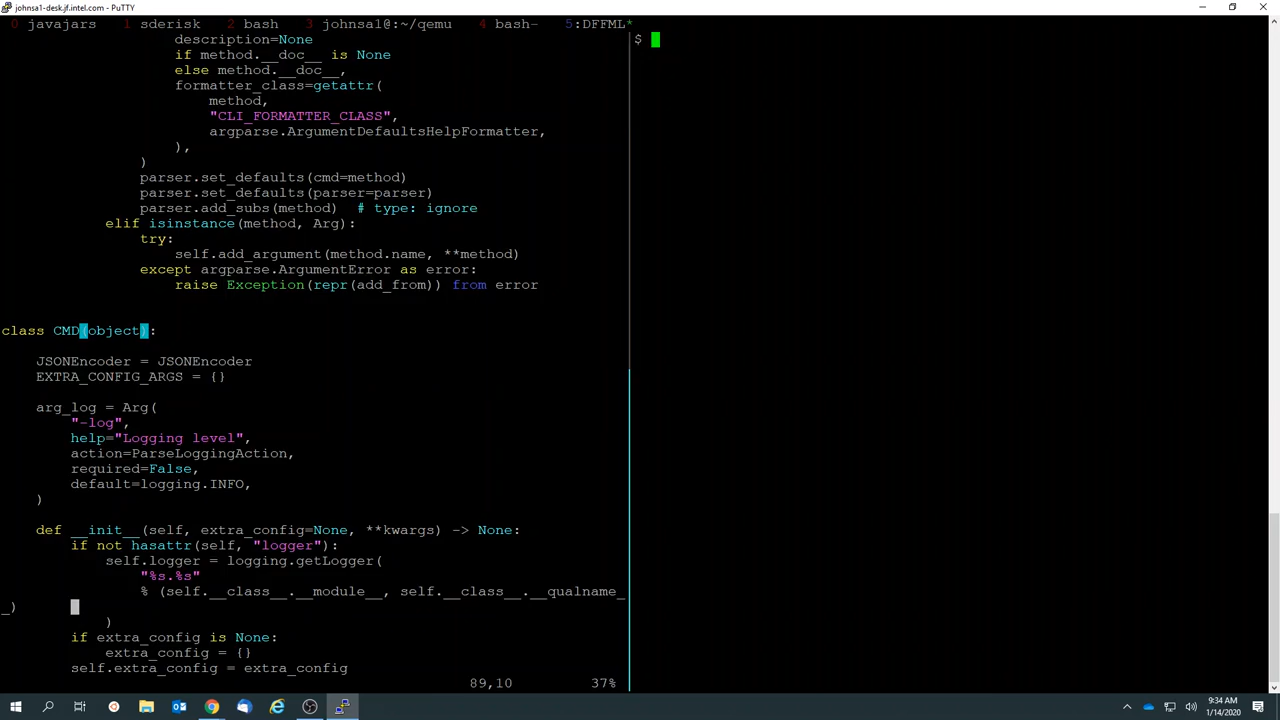 johnsa1-desk.jf.intel.com - PuTTY
0 javajars 1 sderisk 2 bash 3 johnsa1@:~/qemu 4 bash- 5:DFFML*
description=None
$
if method.__doc__ is None
else method.__doc__,
formatter_class=getattr(
method,
"CLI_FORMATTER_CLASS",
argparse.ArgumentDefaultsHelpFormatter,
),
)
parser.set_defaults(cmd=method)
parser.set_defaults(parser=parser)
parser.add_subs(method)  # type: ignore
elif isinstance(method, Arg):
try:
self.add_argument(method.name, **method)
except argparse.ArgumentError as error:
raise Exception(repr(add_from)) from error
class CMD(object):
JSONEncoder = JSONEncoder
EXTRA_CONFIG_ARGS = {}
arg_log = Arg(
"-log",
help="Logging level",
action=ParseLoggingAction,
required=False,
default=logging.INFO,
)
def __init__(self, extra_config=None, **kwargs) -> None:
if not hasattr(self, "logger"):
self.logger = logging.getLogger(
"%s.%s"
% (self.__class__.__module__, self.__class__.__qualname_
_)
)
if extra_config is None:
extra_config = {}
self.extra_config = extra_config
89,10 37%
9:34 AM
1/14/2020